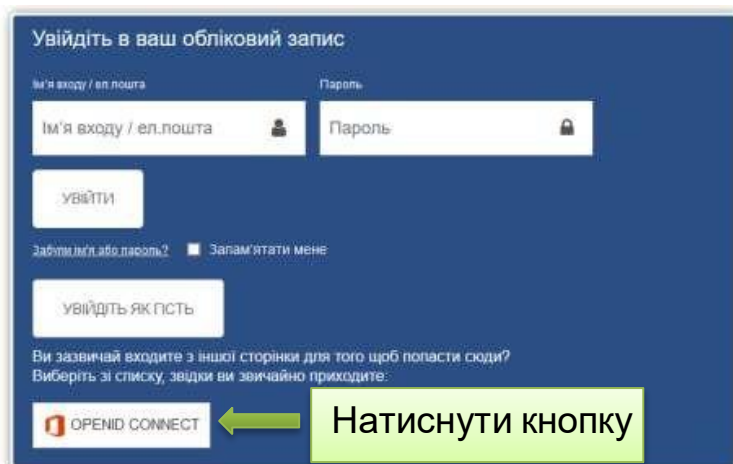 Увійдіть в ваш обліковий запис
Ім'я входу / ел.пошта Пароль
Ім'я входу / ел.пошта Пароль
УВІЙТИ
Забули ім'я або пароль? Запам'ятати мене
УВІЙДІТЬ ЯК ГІСТЬ
Ви зазвичай входите з іншої сторінки для того щоб попасти сюди?
Виберіть зі списку, звідки ви звичайно приходите:
OPENID CONNECT Натиснути кнопку